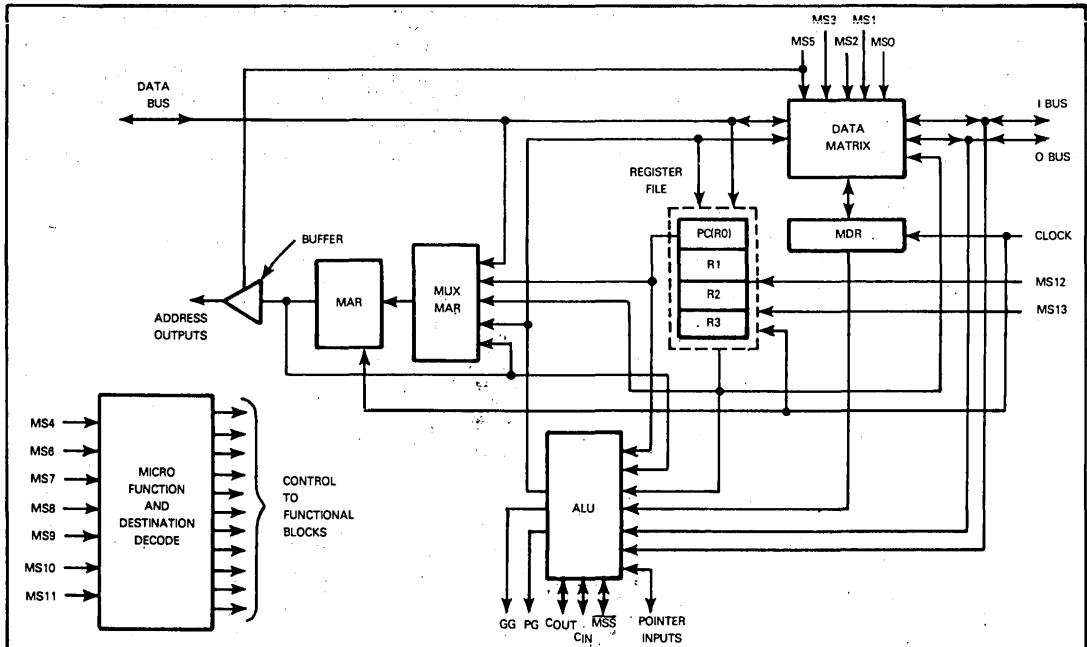 MS3 MS1
MS5 MS2 MS0
DATA
BUS
I BUS
DATA
MATRIX
O BUS
REGISTER
FILE
BUFFER
PC(R0)
MDR
CLOCK
R1
MUX
MAR
MAR
R2
MS12
ADDRESS
OUTPUTS
R3
MS13
MS4
MS6
MS7
MS8
MS9
MS10
MS11
MICRO
FUNCTION
AND
DESTINATION
DECODE
CONTROL
TO
FUNCTIONAL
BLOCKS
ALU
GG PG COUT CIN MSS POINTER
INPUTS